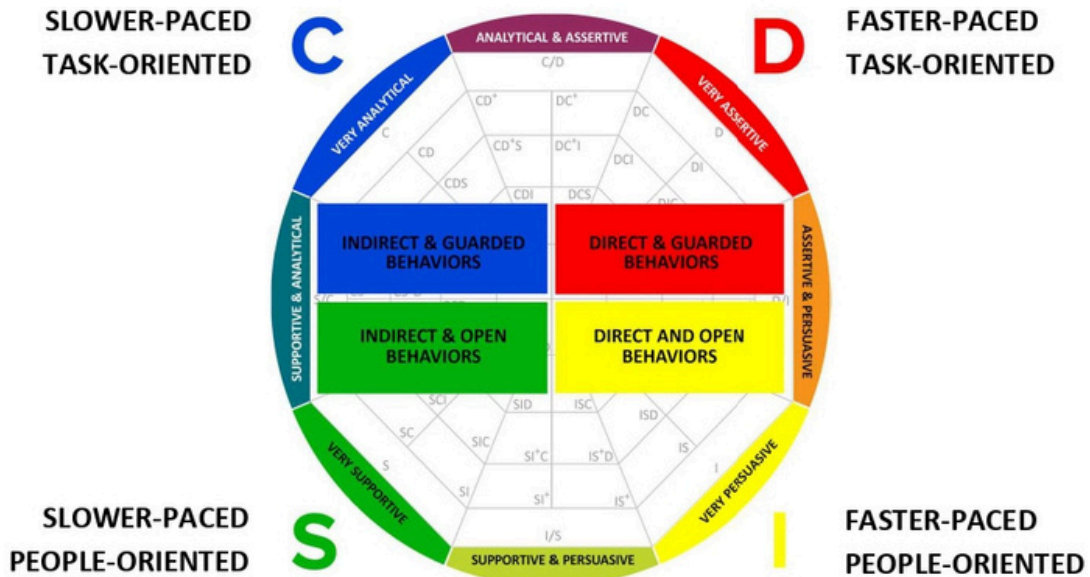 SLOWER-PACED
TASK-ORIENTED
C
ANALYTICAL & ASSERTIVE
D
FASTER-PACED
TASK-ORIENTED
C/D
VERY ANALYTICAL
VERY ASSERTIVE
CD+
DC+
DC
C
D
CD
CD+S
DC+I
DCI
DI
CDS
CDI
DCS
SUPPORTIVE & ANALYTICAL
INDIRECT & GUARDED
BEHAVIORS
DIRECT & GUARDED
BEHAVIORS
ASSERTIVE & PERSUASIVE
INDIRECT & OPEN
BEHAVIORS
DIRECT AND OPEN
BEHAVIORS
SCI
SID
ISC
ISD
SC
SIC
IS
S
SI+C
IS+D
I
SI
SI+
IS+
VERY SUPPORTIVE
VERY PERSUASIVE
I/S
SLOWER-PACED
PEOPLE-ORIENTED
S
SUPPORTIVE & PERSUASIVE
I
FASTER-PACED
PEOPLE-ORIENTED